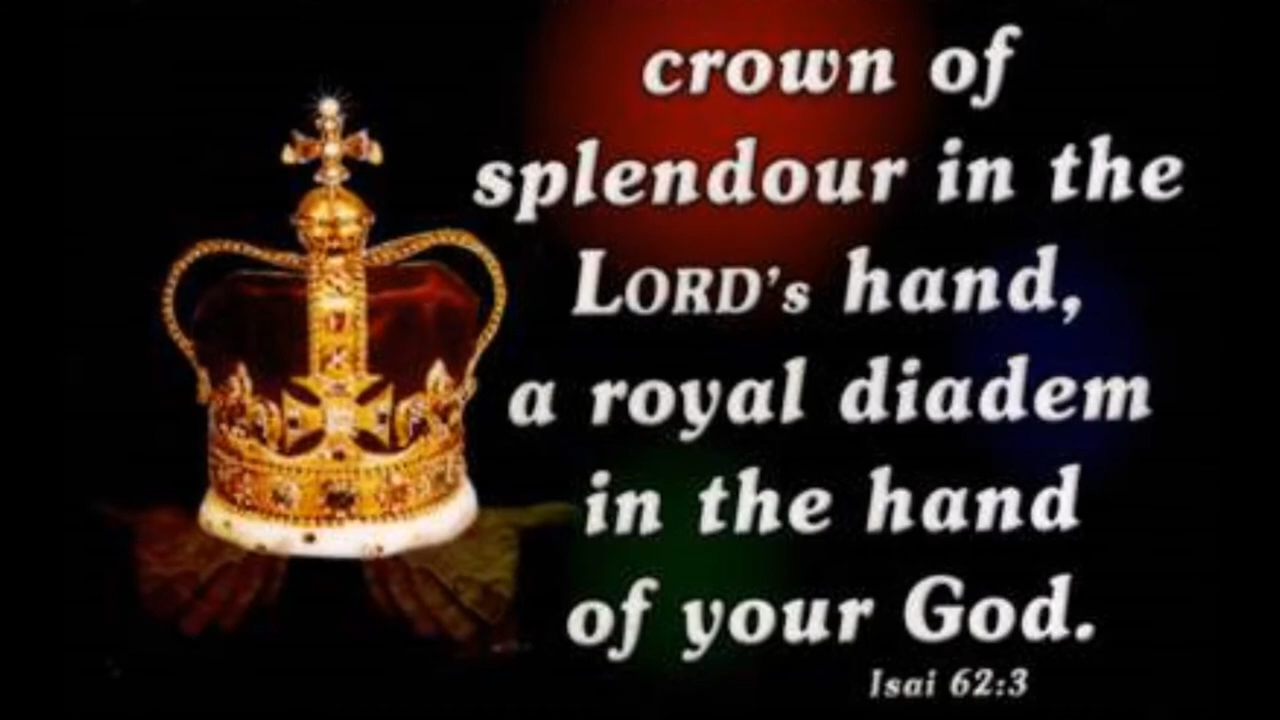 crown of
splendour in the
LORD's hand,
a royal diadem
in the hand
of your God.
Isai 62:3